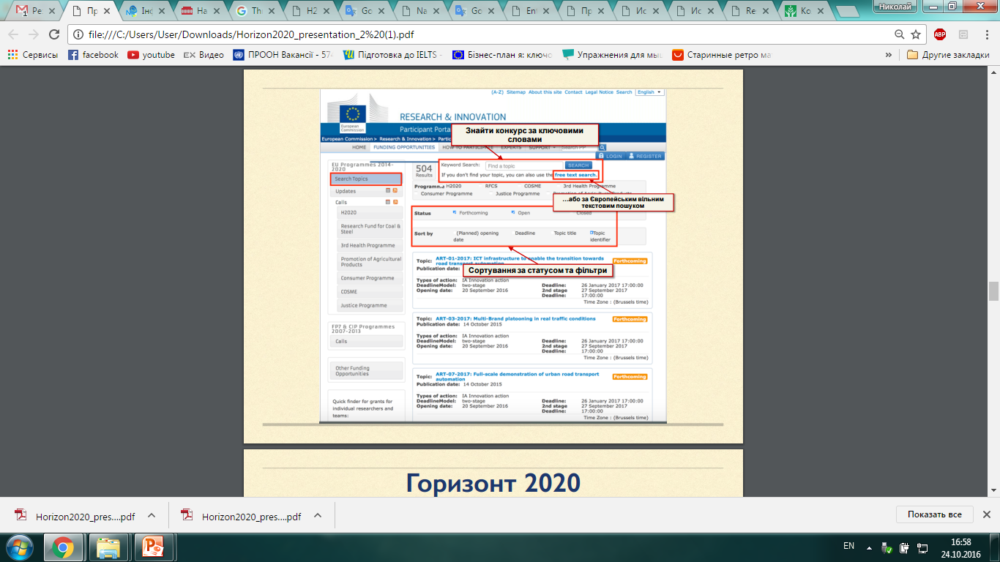 Николай
1 Ре
Пр
Інс
На
Thi
H2
Go
Na
Go
Ent
Пр
Ис
Ис
Re
Ко
file:///C:/Users/User/Downloads/Horizon2020_presentation_2%20(1).pdf
ABP
Сервисы facebook youtube EX Видео ПРООН Вакансії - 574 Підготовка до IELTS - Бізнес-план я: ключо Упражнения для мы Старинные ретро ма » Другие закладки
(A-Z) Sitemap About this site Contact Legal Notice Search English
European
Commission
RESEARCH & INNOVATION
Participant Porta
Знайти конкурс за ключовими
словами
European Commission > Research & Innovation > Partic
HOME FUNDING OPPORTUNITIES HOW TO PARTICIPATE EXPERTS SUPPORT Search PP
LOGIN REGISTER
EU Programmes 2014-
2020
Search Topics
Updates
Calls
H2020
Research Fund for Coal &
Steel
3rd Health Programme
Promotion of Agricultural
Products
Consumer Programme
COSME
Justice Programme
FP7 & CIP Programmes
2007-2013
Calls
Other Funding
Opportunities
Quick finder for grants for
individual researchers and
teams:
504
Results
Keyword Search: Find a topic SEARCH
If you don't find your topic, you can also use the free text search.
Programme H2020 RFCS COSME 3rd Health Programme
Consumer Programme Justice Programme Promotion of Agriculture Products
...або за Європейським вільним
текстовим пошуком
Status Forthcoming Open Closed
Sort by (Planned) opening
date
Deadline Topic title Topic
identifier
Topic: ART-01-2017: ICT infrastructure to enable the transition towards
road transport automation
Forthcoming
Publication date:
Сортування за статусом та фільтри
Types of action: IA Innovation action
DeadlineModel: two-stage Deadline: 26 January 2017 17:00:00
Opening date: 20 September 2016 2nd stage 27 September 2017
Deadline: 17:00:00
Time Zone : (Brussels time)
Topic: ART-03-2017: Multi-Brand platooning in real traffic conditions Forthcoming
Publication date: 14 October 2015
Types of action: IA Innovation action
DeadlineModel: two-stage Deadline: 26 January 2017 17:00:00
Opening date: 20 September 2016 2nd stage 27 September 2017
Deadline: 17:00:00
Time Zone : (Brussels time)
Topic: ART-07-2017: Full-scale demonstration of urban road transport
automation
Forthcoming
Publication date: 14 October 2015
Types of action: IA Innovation action
DeadlineModel: two-stage Deadline: 26 January 2017 17:00:00
Opening date: 20 September 2016 2nd stage 27 September 2017
Deadline: 17:00:00
Time Zone : (Brussels time)
Горизонт 2020
Horizon2020_pres....pdf Horizon2020_pres....pdf Показать все
EN
16:58
24.10.2016